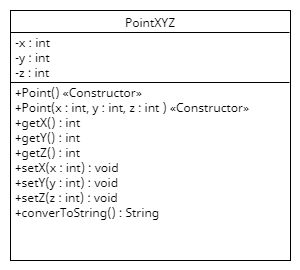 PointXYZ
-x : int
-y : int
-z : int
+Point() «Constructor»
+Point(x : int, y : int, z : int ) «Constructor»
+getX() : int
+getY() : int
+getZ() : int
+setX(x : int) : void
+setY(y : int) : void
+setZ(z : int) : void
+converToString() : String